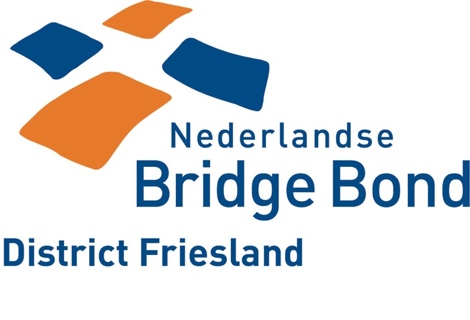 Nederlandse
Bridge Bond
District Friesland